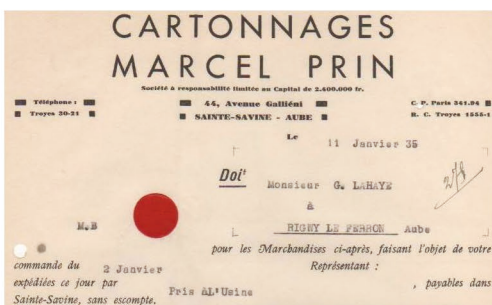 CARTONNAGES
MARCEL PRIN
Société à responsabilité limitée au Capital de 2.400.000 fr.
Téléphone :
Troyes 20-21
44, Avenue Galliéni
SAINTE-SAVINE - AUBE
C. P. Paris 541.94
R. C. Troyes 1555-1
Le 11 Janvier 35
Doit Monsieur G. LAHAYE
à
M.B RIGNY LE FERRON Aube
pour les Marchandises ci-après, faisant l'objet de votre
commande du 2 Janvier Représentant :
expédiées ce jour par Pris àL'Usine , payables dans
Sainte-Savine, sans escompte.